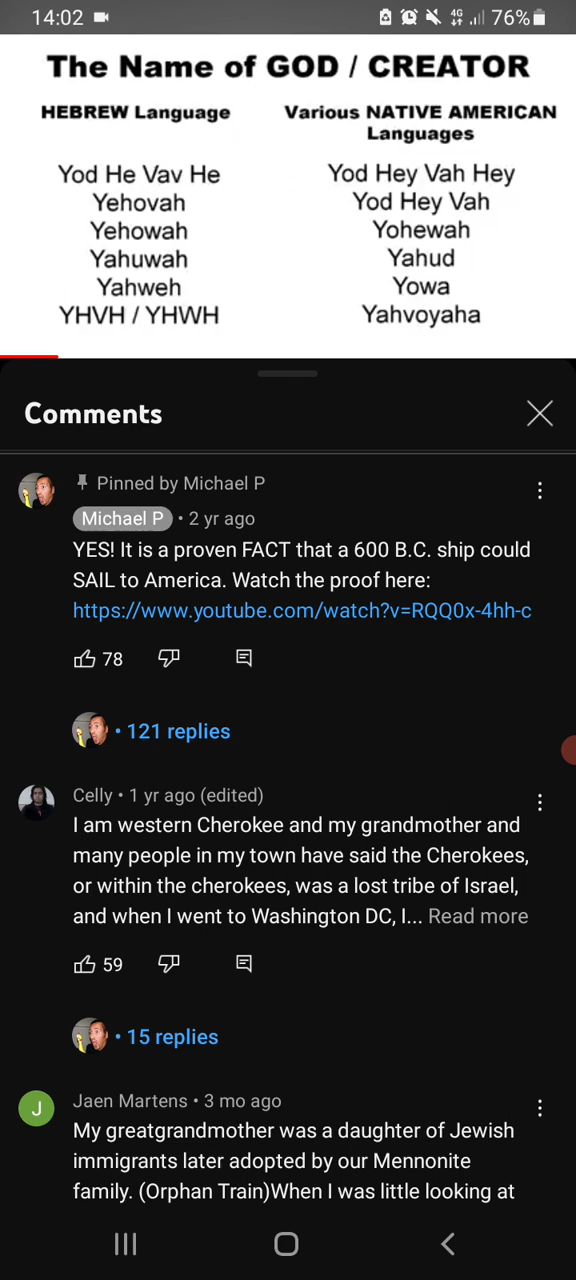 14:02 4G 76%
The Name of GOD / CREATOR
HEBREW Language
Various NATIVE AMERICAN
Languages
Yod He Vav He
Yehovah
Yehowah
Yahuwah
Yahweh
YHVH / YHWH
Yod Hey Vah Hey
Yod Hey Vah
Yohewah
Yahud
Yowa
Yahvoyaha
Comments
Pinned by Michael P
Michael P • 2 yr ago
YES! It is a proven FACT that a 600 B.C. ship could
SAIL to America. Watch the proof here:
https://www.youtube.com/watch?v=RQQ0x-4hh-c
78
• 121 replies
Celly • 1 yr ago (edited)
I am western Cherokee and my grandmother and
many people in my town have said the Cherokees,
or within the cherokees, was a lost tribe of Israel,
and when I went to Washington DC, I... Read more
59
• 15 replies
J
Jaen Martens • 3 mo ago
My greatgrandmother was a daughter of Jewish
immigrants later adopted by our Mennonite
family. (Orphan Train)When I was little looking at